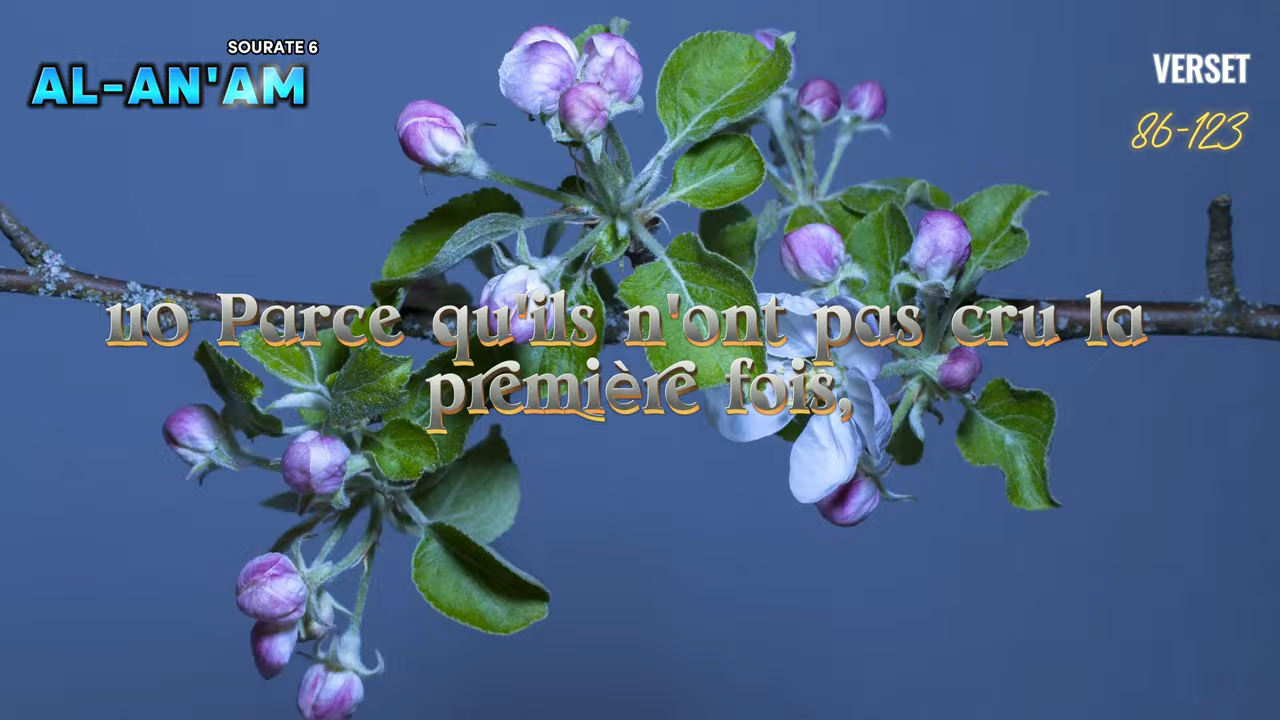 SOURATE 6
AL-AN'AM
VERSET
86-123
110 Parce qu'ils n'ont pas cru la
première fois,